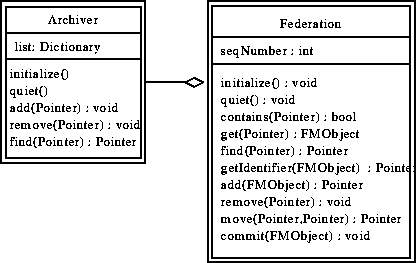 Archiver
list: Dictionary
initialize()
quiet()
add(Pointer) : void
remove(Pointer) : void
find(Pointer) : Pointer
Federation
seqNumber : int
initialize() : void
quiet() : void
contains(Pointer) : bool
get(Pointer) : FMObject
find(Pointer) : Pointer
getIdentifier(FMObject) : Pointer
add(FMObject) : Pointer
remove(Pointer) : void
move(Pointer,Pointer) : Pointer
commit(FMObject) : void